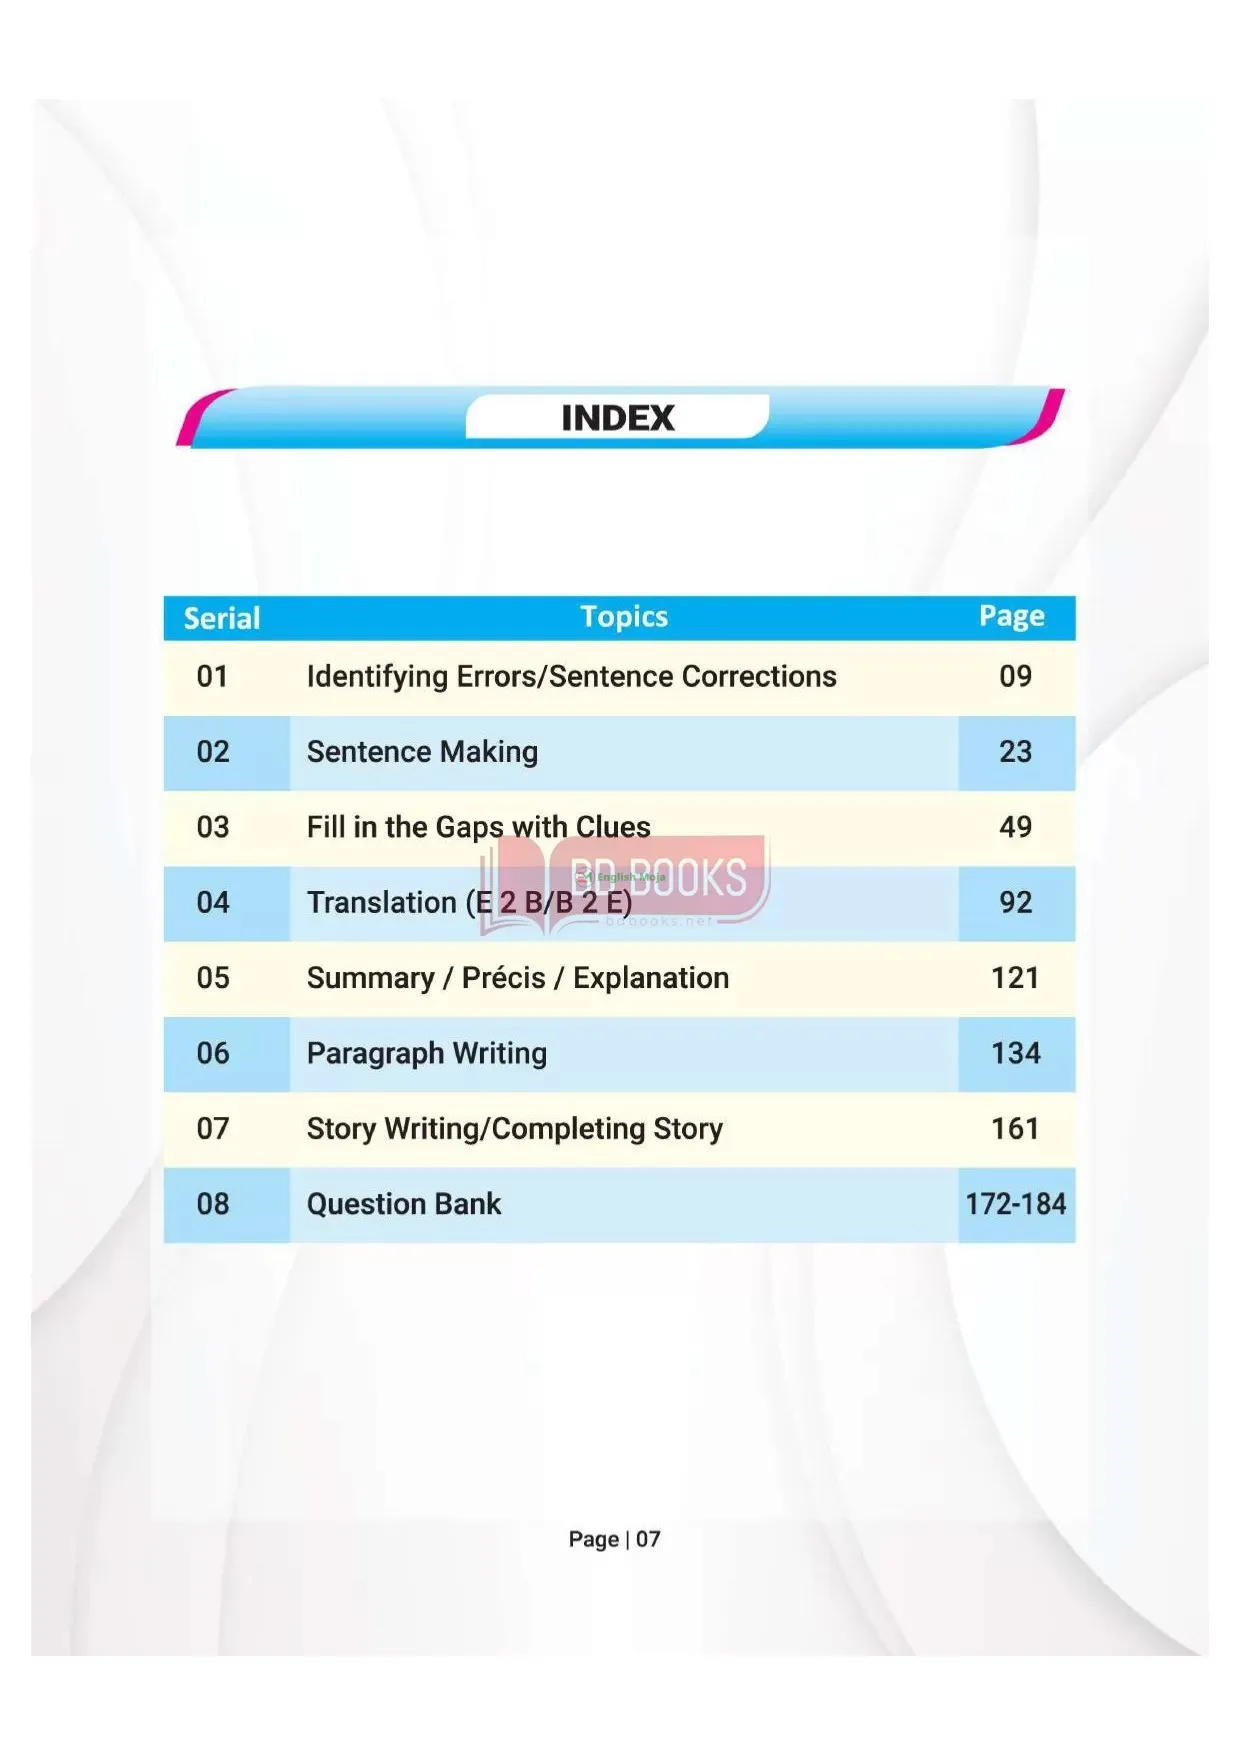 INDEX
Serial Topics Page
01 Identifying Errors/Sentence Corrections 09
02 Sentence Making 23
03 Fill in the Gaps with Clues 49
BD BOOKS
English Moja
04 Translation (E 2 B/B 2 E) 92
bdbooks.net
05 Summary / Précis / Explanation 121
06 Paragraph Writing 134
07 Story Writing/Completing Story 161
08 Question Bank 172-184
Page | 07